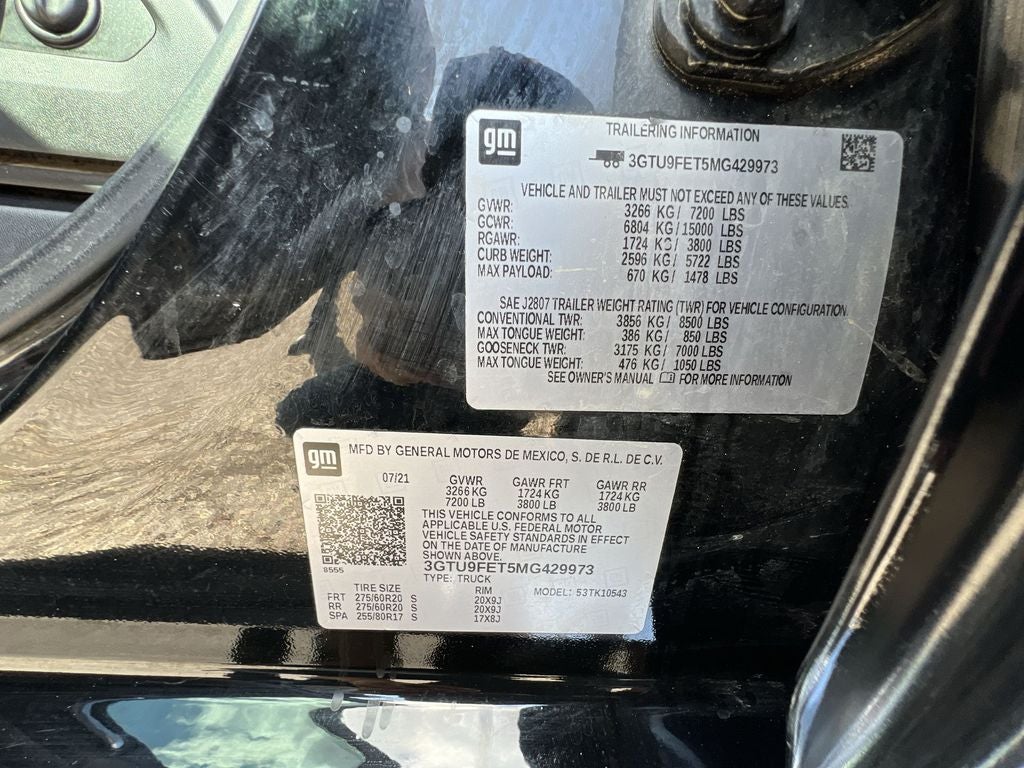 gm
TRAILERING INFORMATION
3GTU9FET5MG429973
VEHICLE AND TRAILER MUST NOT EXCEED ANY OF THESE VALUES.
GVWR: 3266 KG/ 7200 LBS
GCWR: 6804 KG/15000 LBS
RGAWR: 1724 KG/ 3800 LBS
CURB WEIGHT: 2596 KG/ 5722 LBS
MAX PAYLOAD: 670 KG/ 1478 LBS
SAE J2807 TRAILER WEIGHT RATING (TWR) FOR VEHICLE CONFIGURATION
CONVENTIONAL TWR: 3856 KG/ 8500 LBS
MAX TONGUE WEIGHT: 386 KG/ 850 LBS
GOOSENECK TWR: 3175 KG/ 7000 LBS
MAX TONGUE WEIGHT: 476 KG/ 1050 LBS
SEE OWNER'S MANUAL FOR MORE INFORMATION
gm
MFD BY GENERAL MOTORS DE MEXICO, S. DE R.L. DE C.V.
07/21 GVWR GAWR FRT GAWR RR
3266 KG 1724 KG 1724 KG
7200 LB 3800 LB 3800 LB
THIS VEHICLE CONFORMS TO ALL
APPLICABLE U.S. FEDERAL MOTOR
VEHICLE SAFETY STANDARDS IN EFFECT
ON THE DATE OF MANUFACTURE
SHOWN ABOVE.
8555
3GTU9FET5MG429973
TYPE: TRUCK
TIRE SIZE RIM MODEL: 53TK10543
FRT 275/60R20 S 20X9J
RR 275/60R20 S 20X9J
SPA 255/80R17 S 17X8J